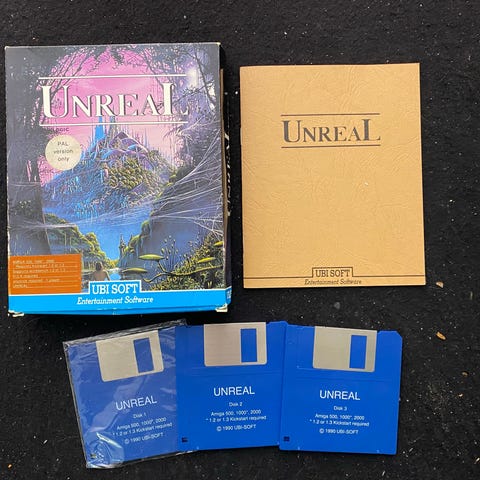 UNREAL
PAL
version
only
UBI SOFT
Entertainment Software
UNREAL
UBI SOFT
Entertainment Software
UNREAL
Disk 1
Amiga 500, 1000*, 2000
* 1.2 or 1.3 Kickstart required
© 1990 UBI-SOFT
UNREAL
Disk 2
Amiga 500, 1000*, 2000
* 1.2 or 1.3 Kickstart required
© 1990 UBI-SOFT
UNREAL
Disk 3
Amiga 500, 1000*, 2000
* 1.2 or 1.3 Kickstart required
© 1990 UBI-SOFT